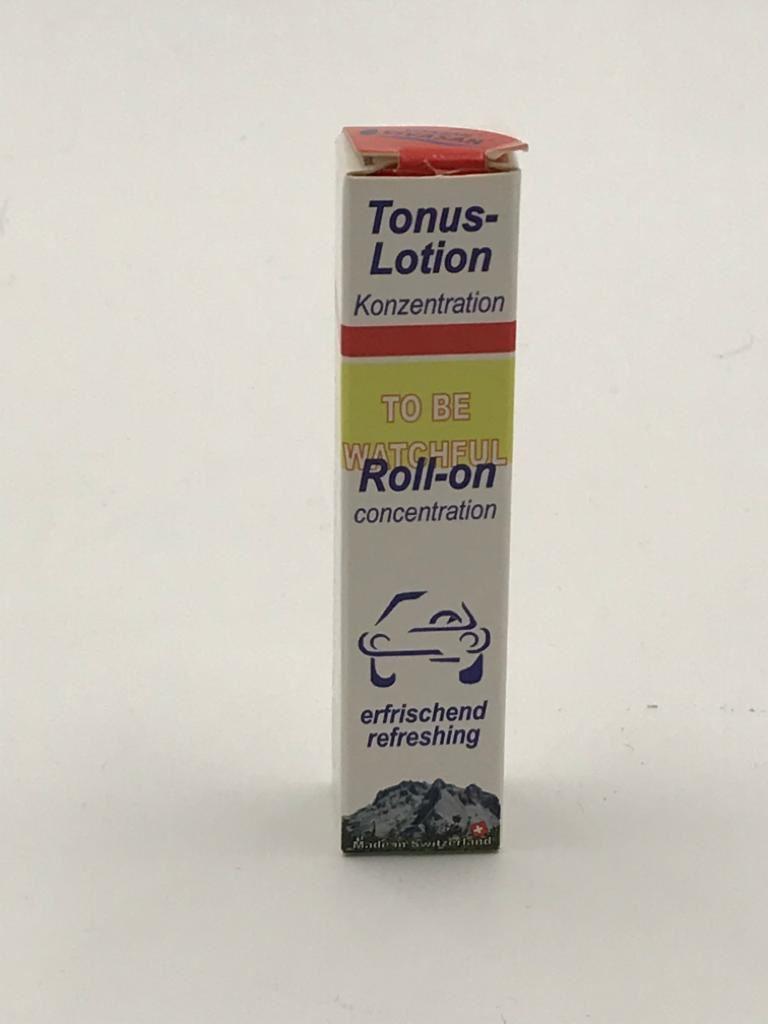 Tonus-
Lotion
Konzentration
TO BE
WATCHFUL
Roll-on
concentration
erfrischend
refreshing
Made in Switzerland